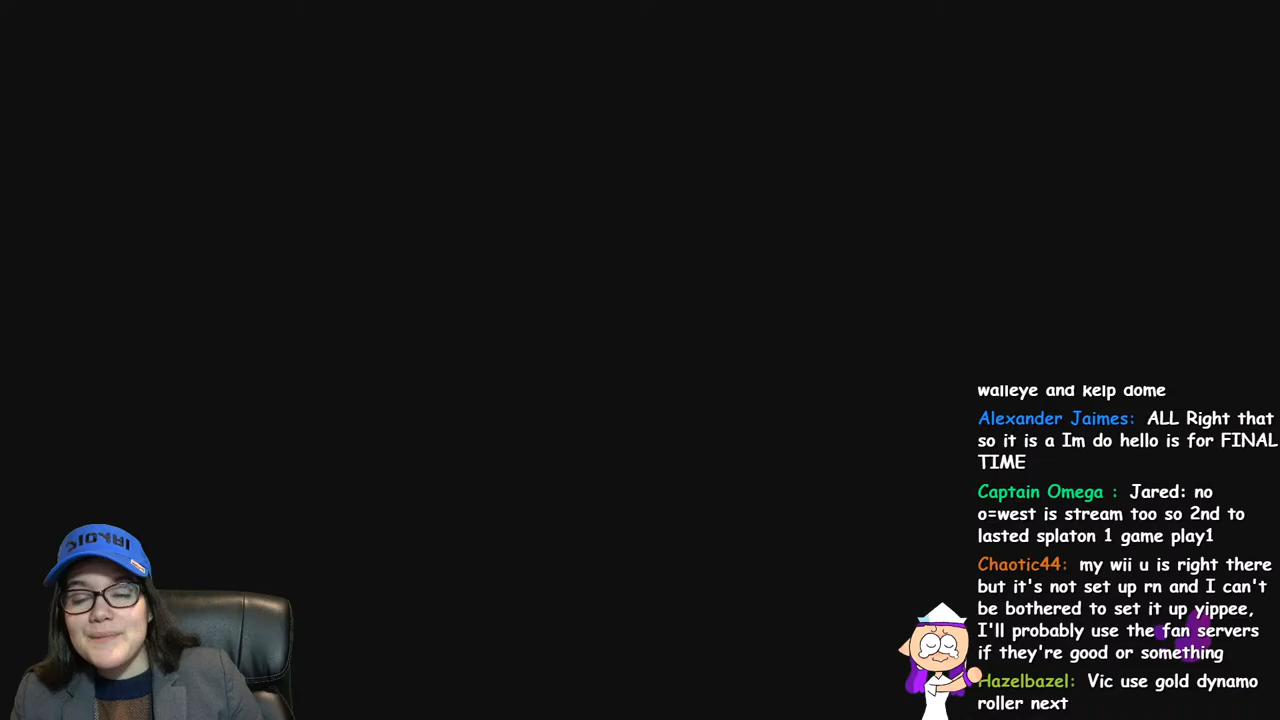 walleye and kelp dome
Alexander Jaimes: ALL Right that
so it is a Im do hello is for FINAL
TIME
Captain Omega : Jared: no
o=west is stream too so 2nd to
lasted splaton 1 game play1
Chaotic44: my wii u is right there
but it's not set up rn and I can't
be bothered to set it up yippee,
I'll probably use the fan servers
if they're good or something
Hazelbazel: Vic use gold dynamo
roller next